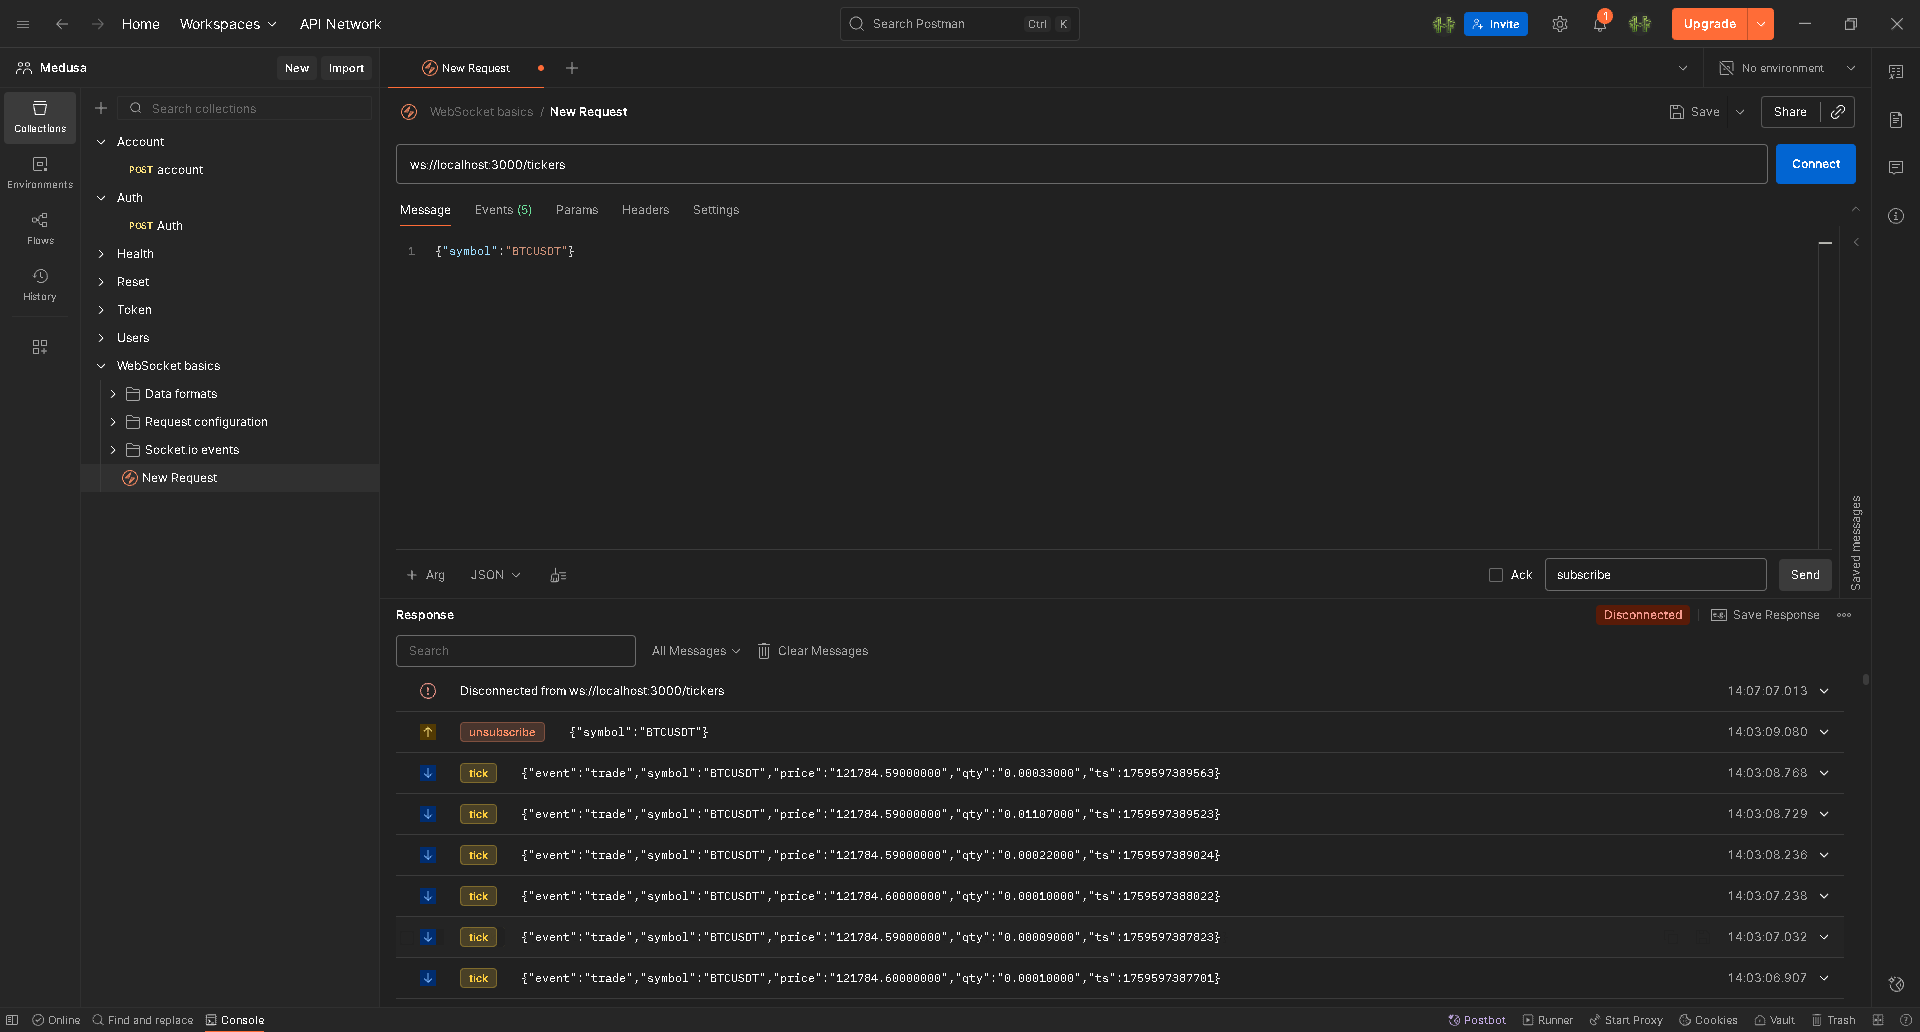 Home Workspaces API Network Search Postman Ctrl K Invite 1 Upgrade
Medusa New Import New Request No environment
Collections Search collections
WebSocket basics / New Request Save Share
Account
POST account
Auth
POST Auth
Health
Reset
Token
Users
WebSocket basics
Data formats
Request configuration
Socket.io events
New Request
Environments
Flows
History
ws://localhost:3000/tickers Connect
Message Events (5) Params Headers Settings
1 {"symbol":"BTCUSDT"}
Saved messages
Arg JSON Ack subscribe Send
Response Disconnected Save Response
Search All Messages Clear Messages
Disconnected from ws://localhost:3000/tickers 14:07:07.013
unsubscribe {"symbol":"BTCUSDT"} 14:03:09.080
tick {"event":"trade","symbol":"BTCUSDT","price":"121784.59000000","qty":"0.00033000","ts":1759597389563} 14:03:08.768
tick {"event":"trade","symbol":"BTCUSDT","price":"121784.59000000","qty":"0.01107000","ts":1759597389523} 14:03:08.729
tick {"event":"trade","symbol":"BTCUSDT","price":"121784.59000000","qty":"0.00022000","ts":1759597389024} 14:03:08.236
tick {"event":"trade","symbol":"BTCUSDT","price":"121784.60000000","qty":"0.00010000","ts":1759597388022} 14:03:07.238
tick {"event":"trade","symbol":"BTCUSDT","price":"121784.59000000","qty":"0.00009000","ts":1759597387823} 14:03:07.032
tick {"event":"trade","symbol":"BTCUSDT","price":"121784.60000000","qty":"0.00010000","ts":1759597387701} 14:03:06.907
Online Find and replace Console Postbot Runner Start Proxy Cookies Vault Trash